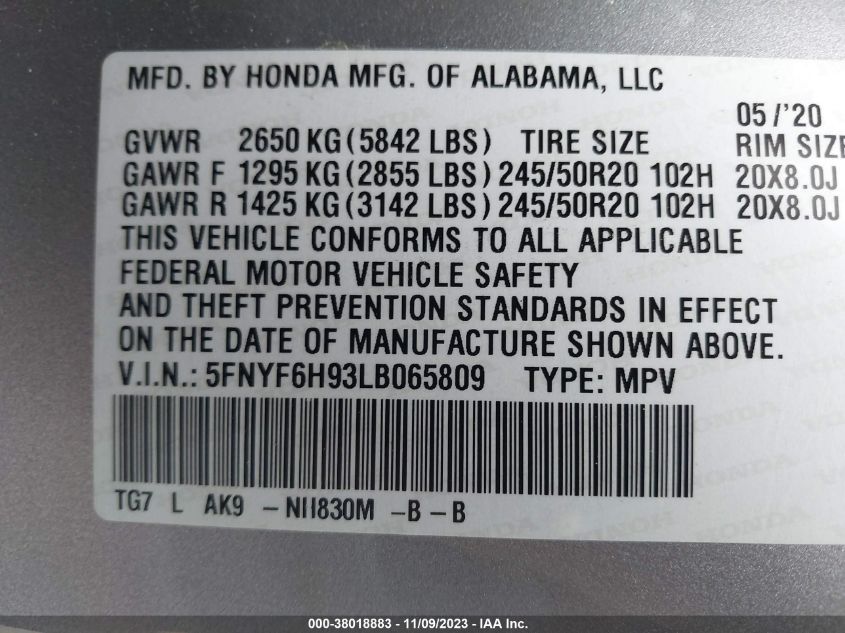 MFD. BY HONDA MFG. OF ALABAMA, LLC
05/'20
GVWR 2650 KG (5842 LBS) TIRE SIZE RIM SIZE
GAWR F 1295 KG (2855 LBS) 245/50R20 102H 20X8.0J
GAWR R 1425 KG (3142 LBS) 245/50R20 102H 20X8.0J
THIS VEHICLE CONFORMS TO ALL APPLICABLE
FEDERAL MOTOR VEHICLE SAFETY
AND THEFT PREVENTION STANDARDS IN EFFECT
ON THE DATE OF MANUFACTURE SHOWN ABOVE.
V.I.N.: 5FNYF6H93LB065809 TYPE: MPV
TG7 L AK9 -NH830M -B-B
000-38018883 - 11/09/2023 - IAA Inc.